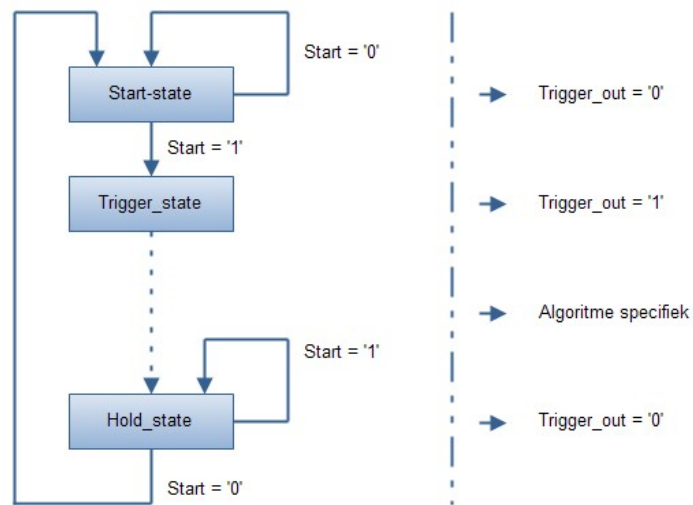 Start = '0'
Start-state
Trigger_out = '0'
Start = '1'
Trigger_state
Trigger_out = '1'
Algoritme specifiek
Start = '1'
Hold_state
Trigger_out = '0'
Start = '0'